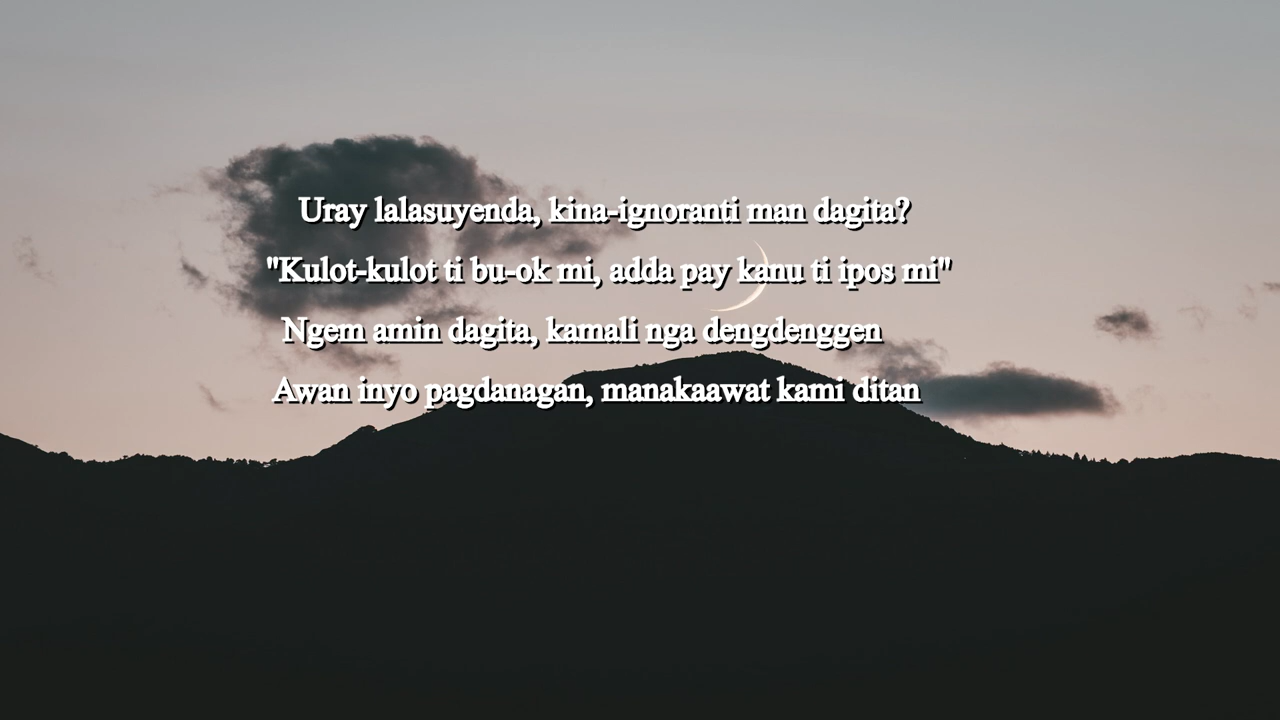 Uray lalasuyenda, kina-ignoranti man dagita?
"Kulot-kulot ti bu-ok mi, adda pay kanu ti ipos mi"
Ngem amin dagita, kamali nga dengdenggen
Awan inyo pagdanagan, manakaawat kami ditan